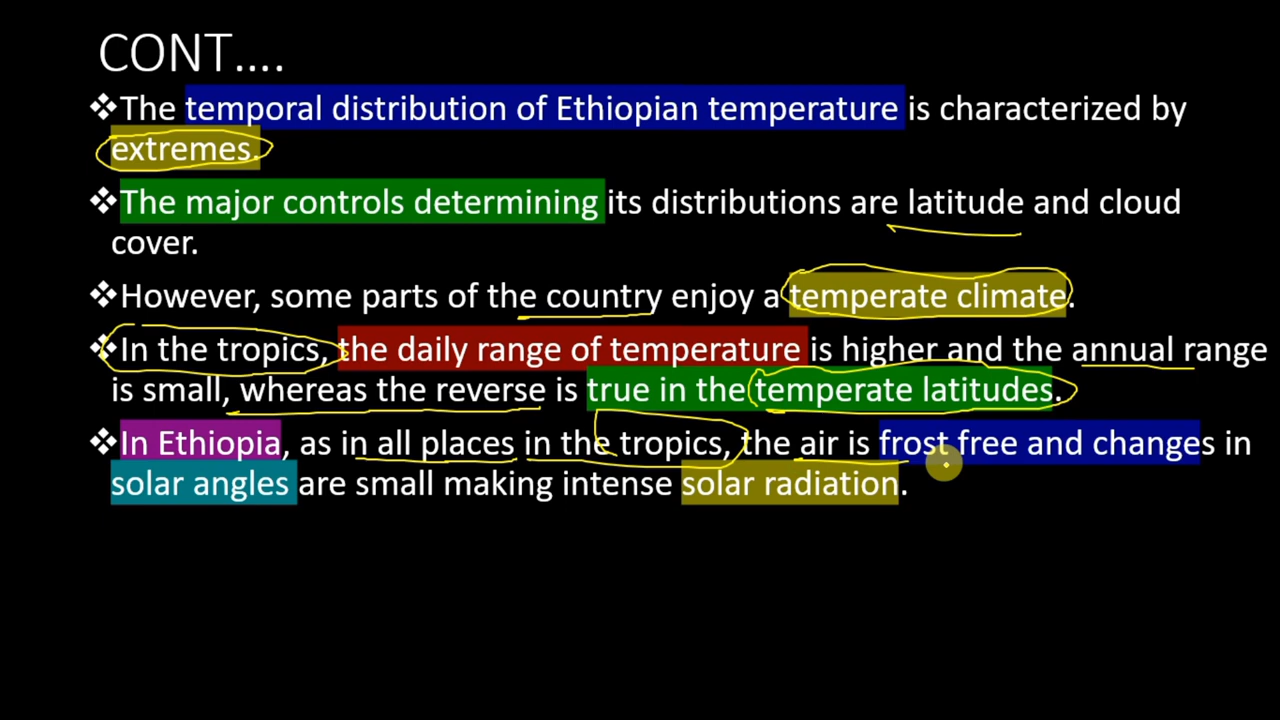 CONT....
❖The temporal distribution of Ethiopian temperature is characterized by
extremes.
❖The major controls determining its distributions are latitude and cloud
cover.
❖However, some parts of the country enjoy a temperate climate.
❖In the tropics, the daily range of temperature is higher and the annual range
is small, whereas the reverse is true in the temperate latitudes.
❖In Ethiopia, as in all places in the tropics, the air is frost free and changes in
solar angles are small making intense solar radiation.